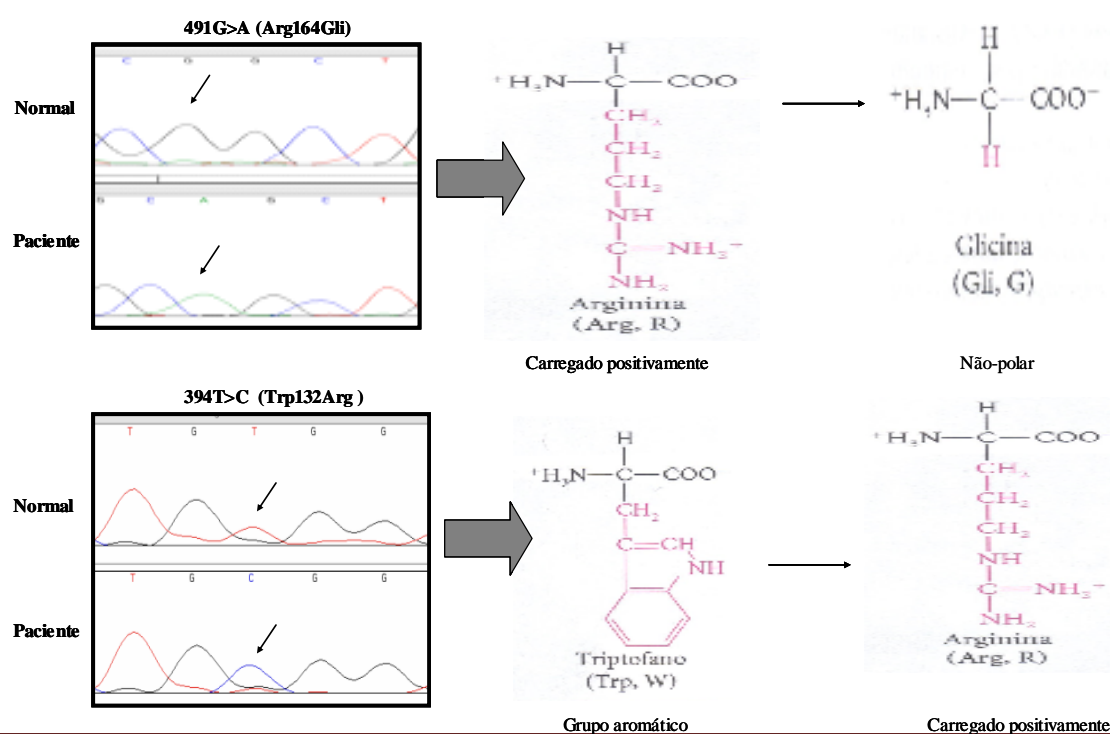 491G>A (Arg164Gli)
Normal
C G G C T
Paciente
G C A G C T
H
⁺H₃N—C—COO
CH₂
CH₂
CH₂
NH
C═NH₂⁺
NH₂
Arginina
(Arg, R)
Carregado positivamente
H
⁺H₃N—C—COO⁻
H
Glicina
(Gli, G)
Não-polar
394T>C (Trp132Arg )
Normal
T G T G G
Paciente
T G C G G
H
⁺H₃N—C—COO
CH₂
C═CH
NH
Triptofano
(Trp, W)
Grupo aromático
H
⁺H₃N—C—COO
CH₂
CH₂
CH₂
NH
C═NH₂⁺
NH₂
Arginina
(Arg, R)
Carregado positivamente